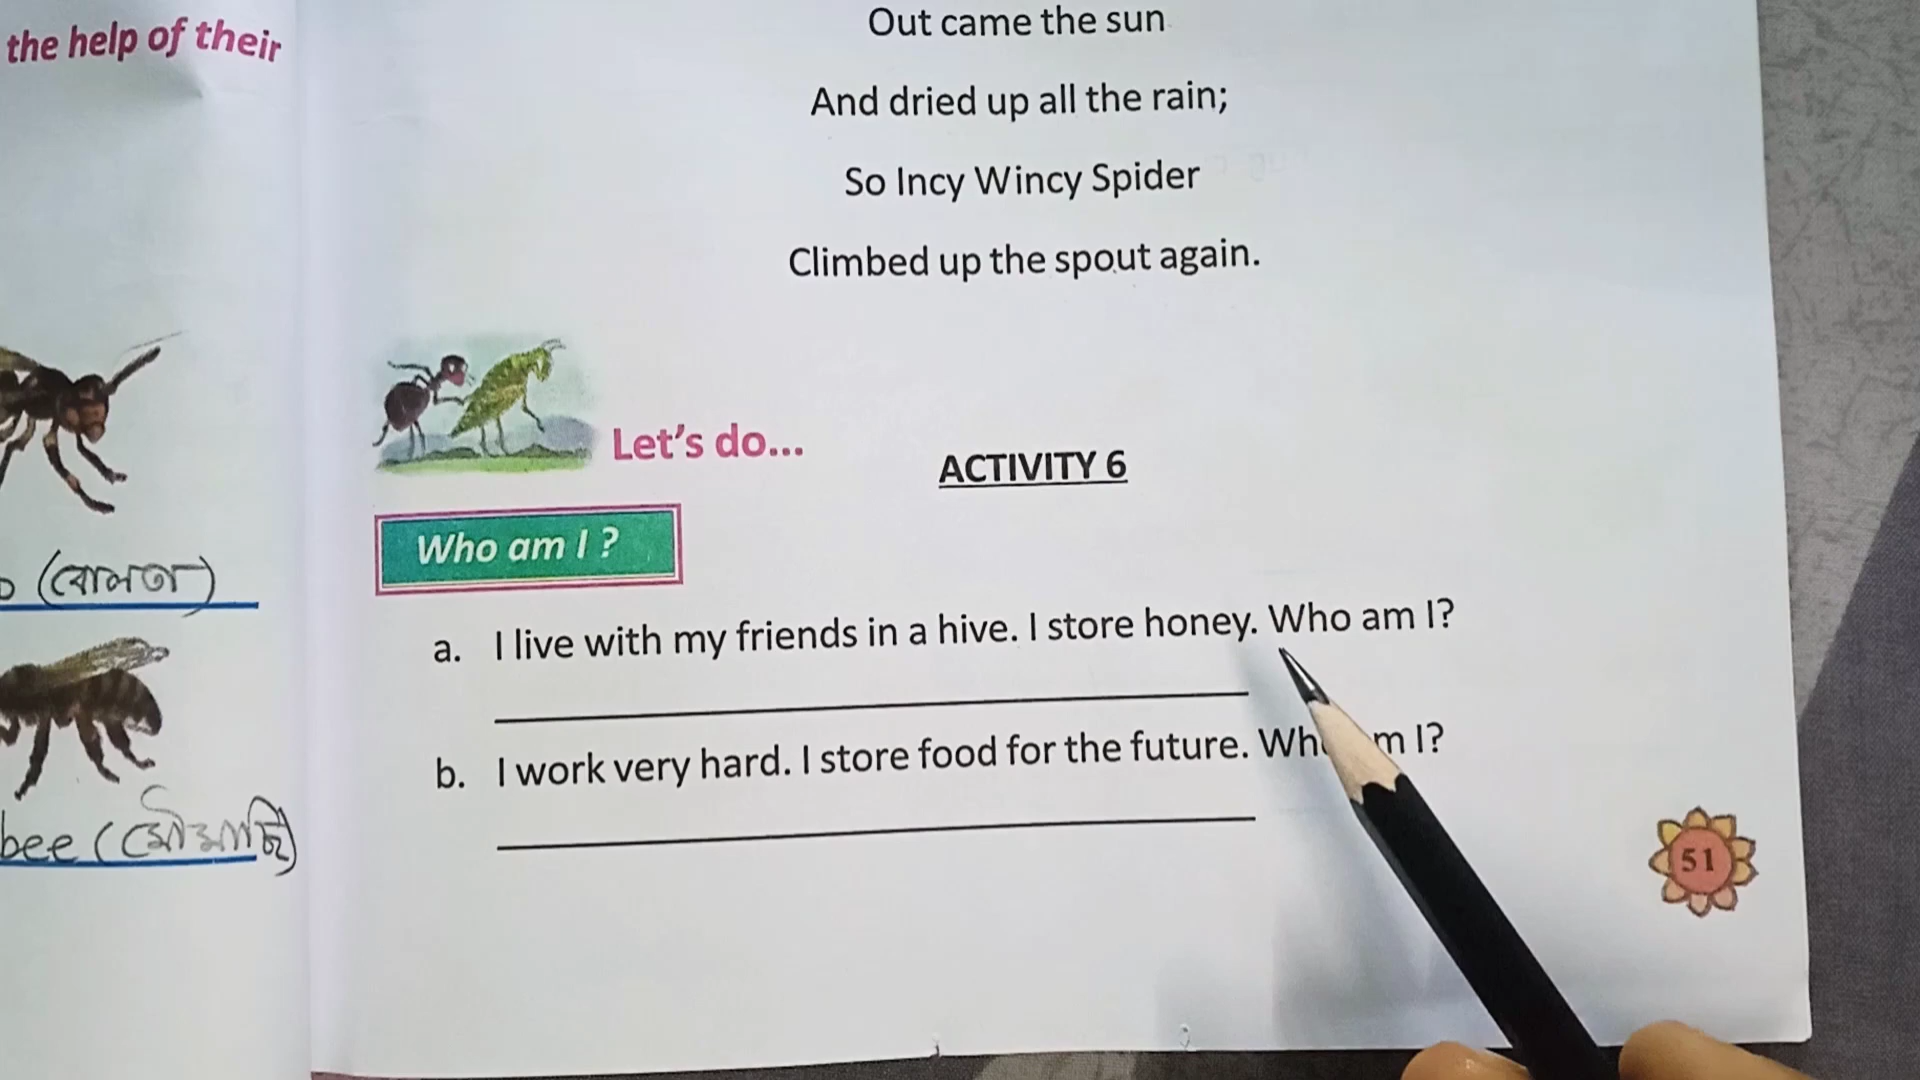 the help of their
(বোলতা)
bee (মৌমাছি)
Out came the sun
And dried up all the rain;
So Incy Wincy Spider
Climbed up the spout again.
Let's do...
ACTIVITY 6
Who am I ?
a. I live with my friends in a hive. I store honey. Who am I?
b. I work very hard. I store food for the future. Who am I?
51